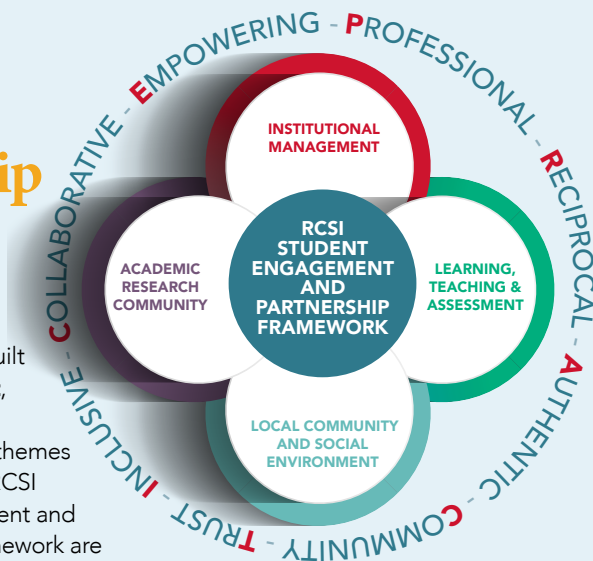 ip
uilt
,
themes
RCSI
ent and
nework are
COLLABORATIVE - EMPOWERING - PROFESSIONAL - RECIPROCAL - AUTHENTIC - COMMUNITY - TRUST - INCLUSIVE -
INSTITUTIONAL
MANAGEMENT
ACADEMIC
RESEARCH
COMMUNITY
RCSI
STUDENT
ENGAGEMENT
AND
PARTNERSHIP
FRAMEWORK
LEARNING,
TEACHING &
ASSESSMENT
LOCAL COMMUNITY
AND SOCIAL
ENVIRONMENT